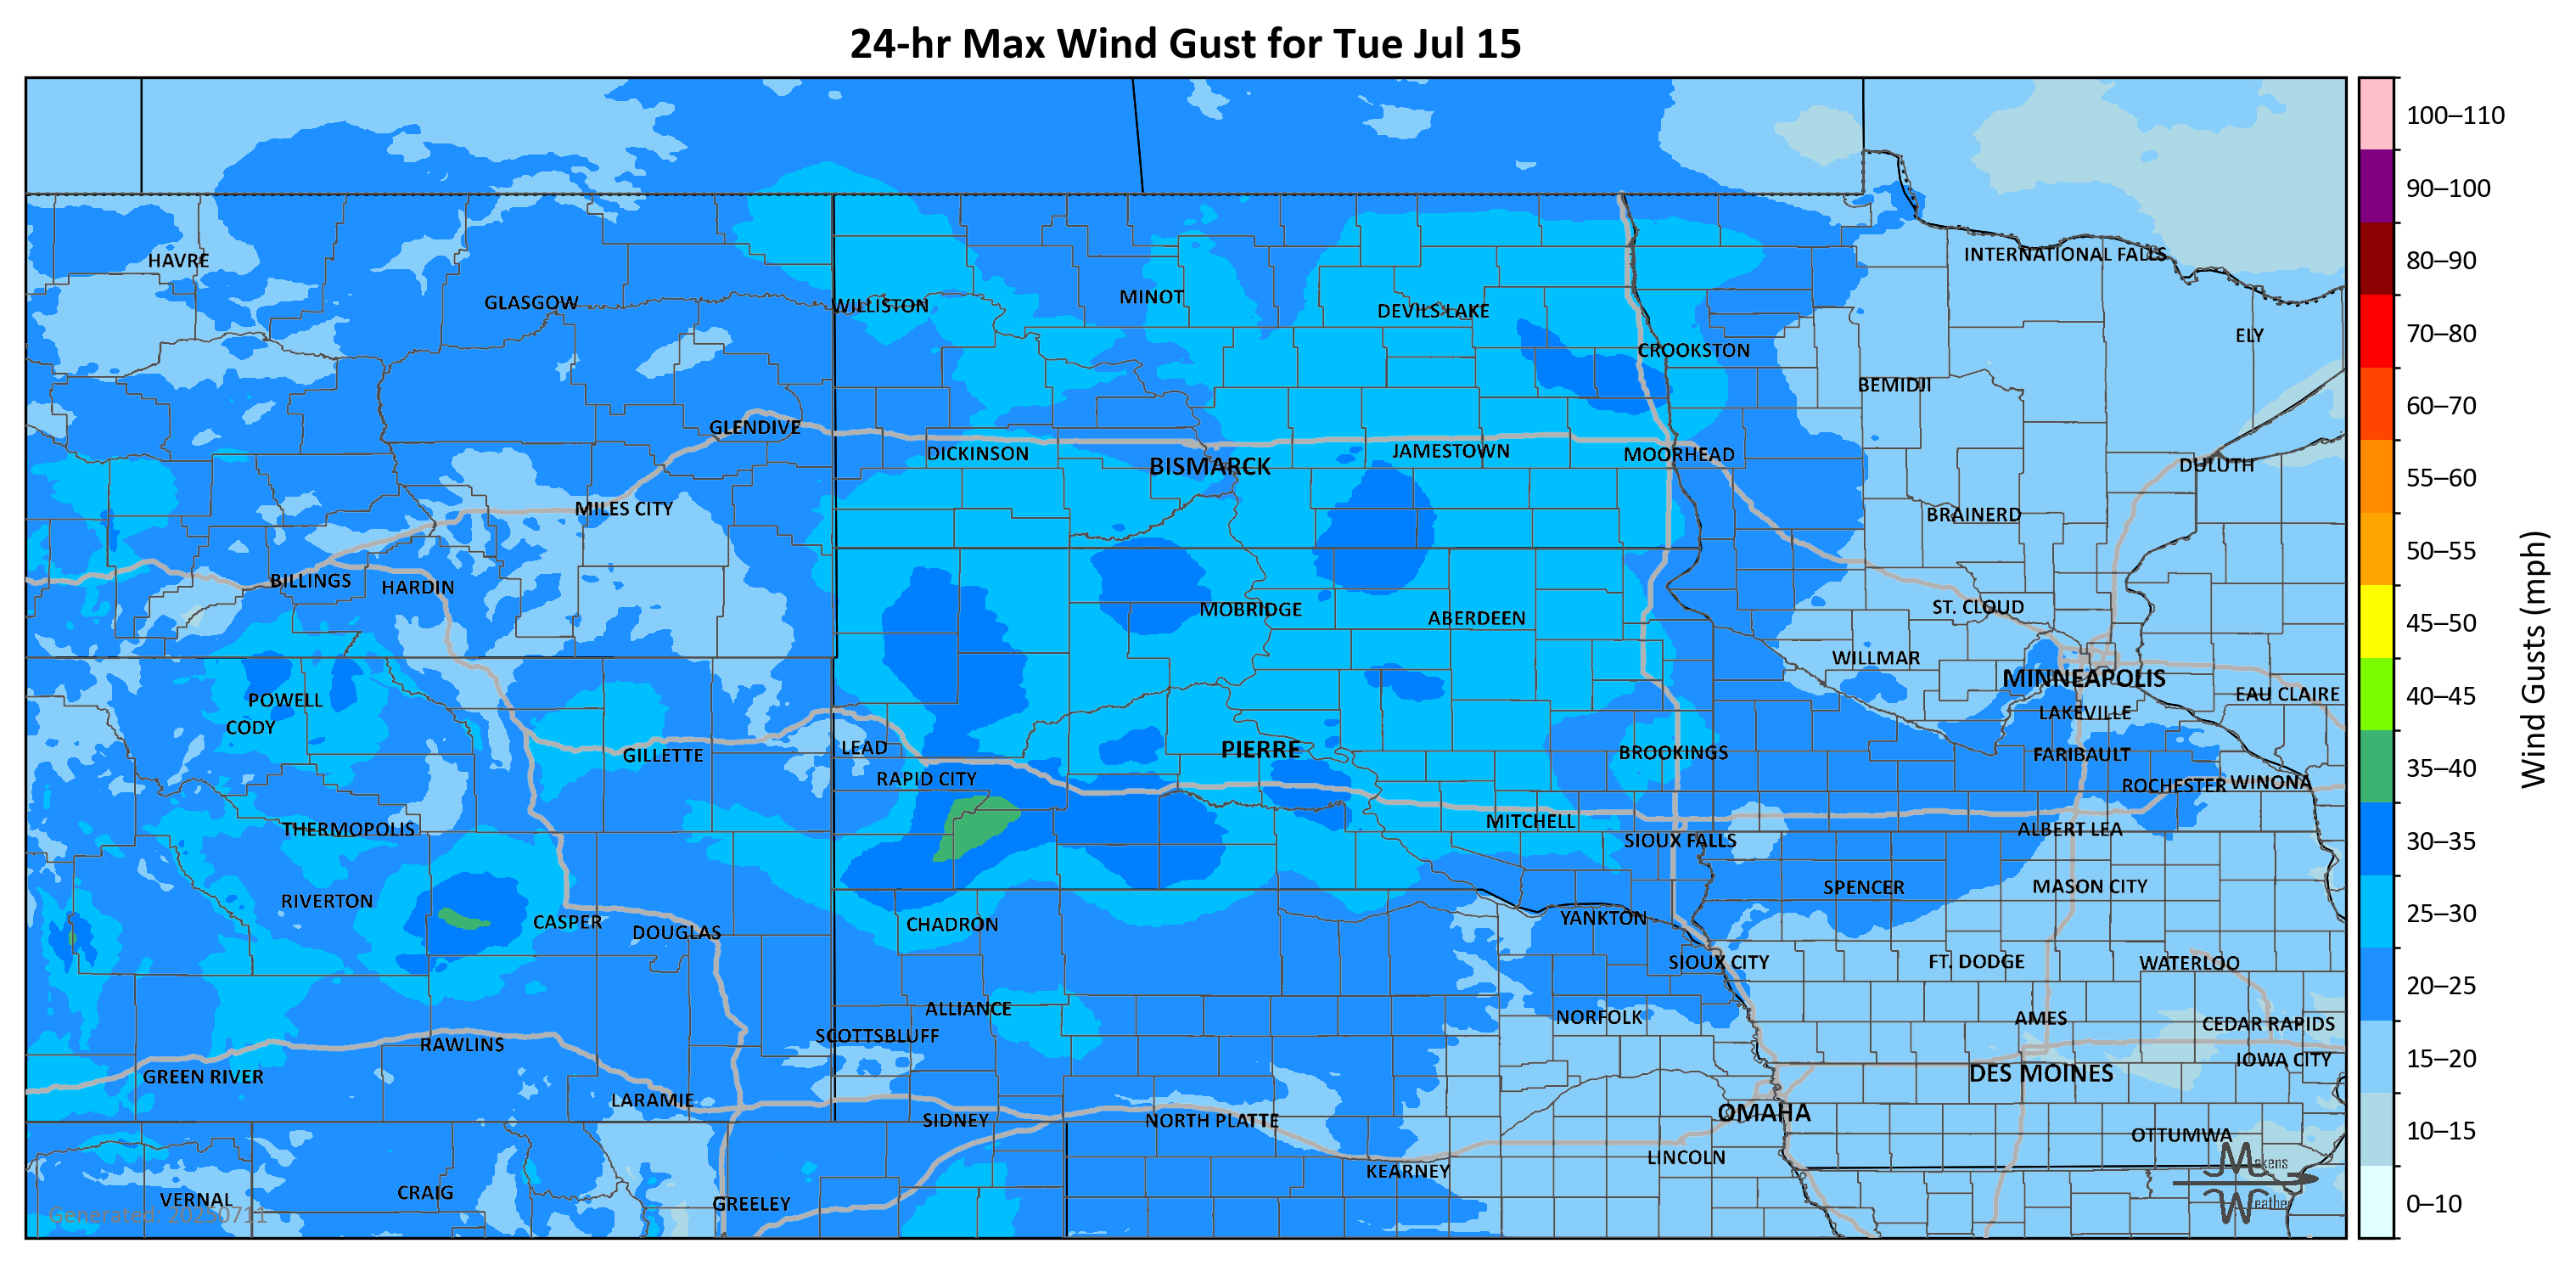 24-hr Max Wind Gust for Tue Jul 15
HAVRE
GLASGOW
WILLISTON
MINOT
DEVILS LAKE
INTERNATIONAL FALLS
ELY
CROOKSTON
BEMIDJI
GLENDIVE
DICKINSON
BISMARCK
JAMESTOWN
MOORHEAD
DULUTH
MILES CITY
BRAINERD
BILLINGS
HARDIN
MOBRIDGE
ABERDEEN
ST. CLOUD
WILLMAR
MINNEAPOLIS
EAU CLAIRE
POWELL
CODY
LAKEVILLE
GILLETTE
LEAD
PIERRE
BROOKINGS
FARIBAULT
RAPID CITY
ROCHESTER
WINONA
THERMOPOLIS
MITCHELL
ALBERT LEA
SIOUX FALLS
SPENCER
MASON CITY
RIVERTON
CASPER
DOUGLAS
CHADRON
YANKTON
SIOUX CITY
FT. DODGE
WATERLOO
ALLIANCE
NORFOLK
AMES
CEDAR RAPIDS
SCOTTSBLUFF
RAWLINS
IOWA CITY
GREEN RIVER
DES MOINES
LARAMIE
SIDNEY
NORTH PLATTE
OMAHA
OTTUMWA
KEARNEY
LINCOLN
VERNAL
CRAIG
GREELEY
Generated: 20250711
Makens
Weather
100–110
90–100
80–90
70–80
60–70
55–60
50–55
45–50
40–45
35–40
30–35
25–30
20–25
15–20
10–15
0–10
Wind Gusts (mph)